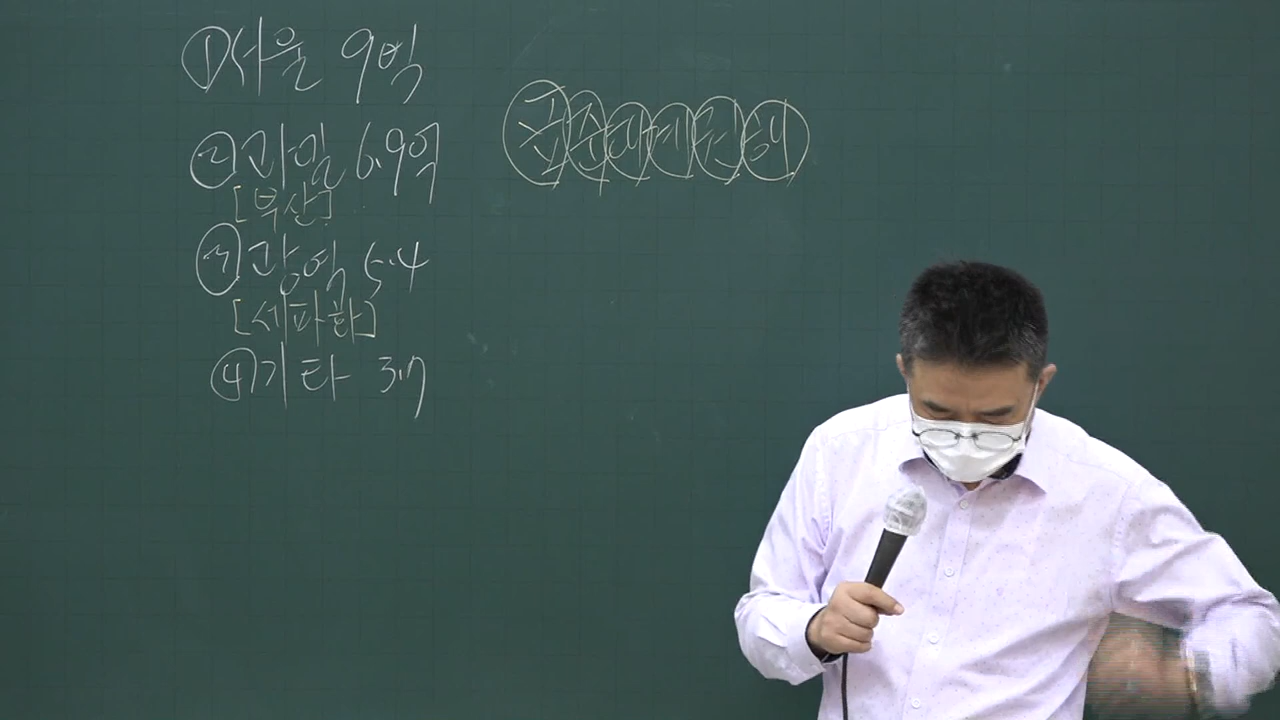 ① 서울 9억
② 과밀 6.9억
[부산]
③ 광역 5.4
[세파화]
④ 기타 3.7